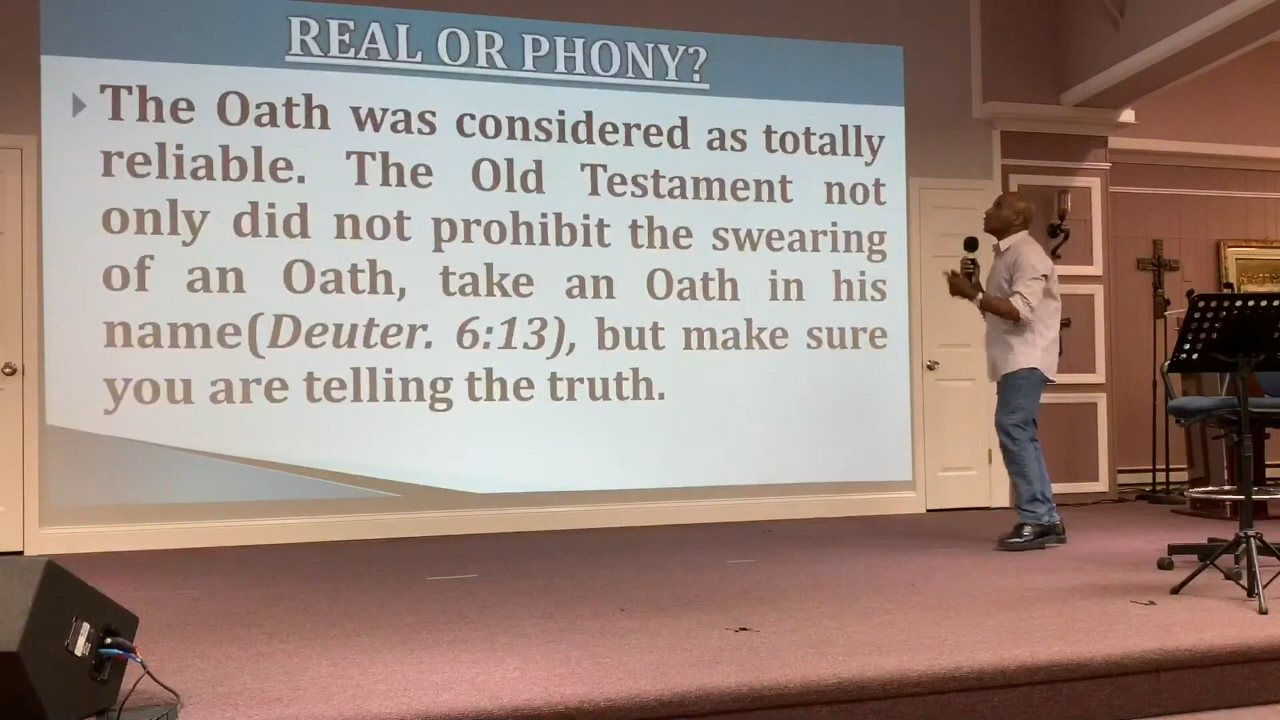 REAL OR PHONY?
The Oath was considered as totally
reliable. The Old Testament not
only did not prohibit the swearing
of an Oath, take an Oath in his
name(Deuter. 6:13), but make sure
you are telling the truth.